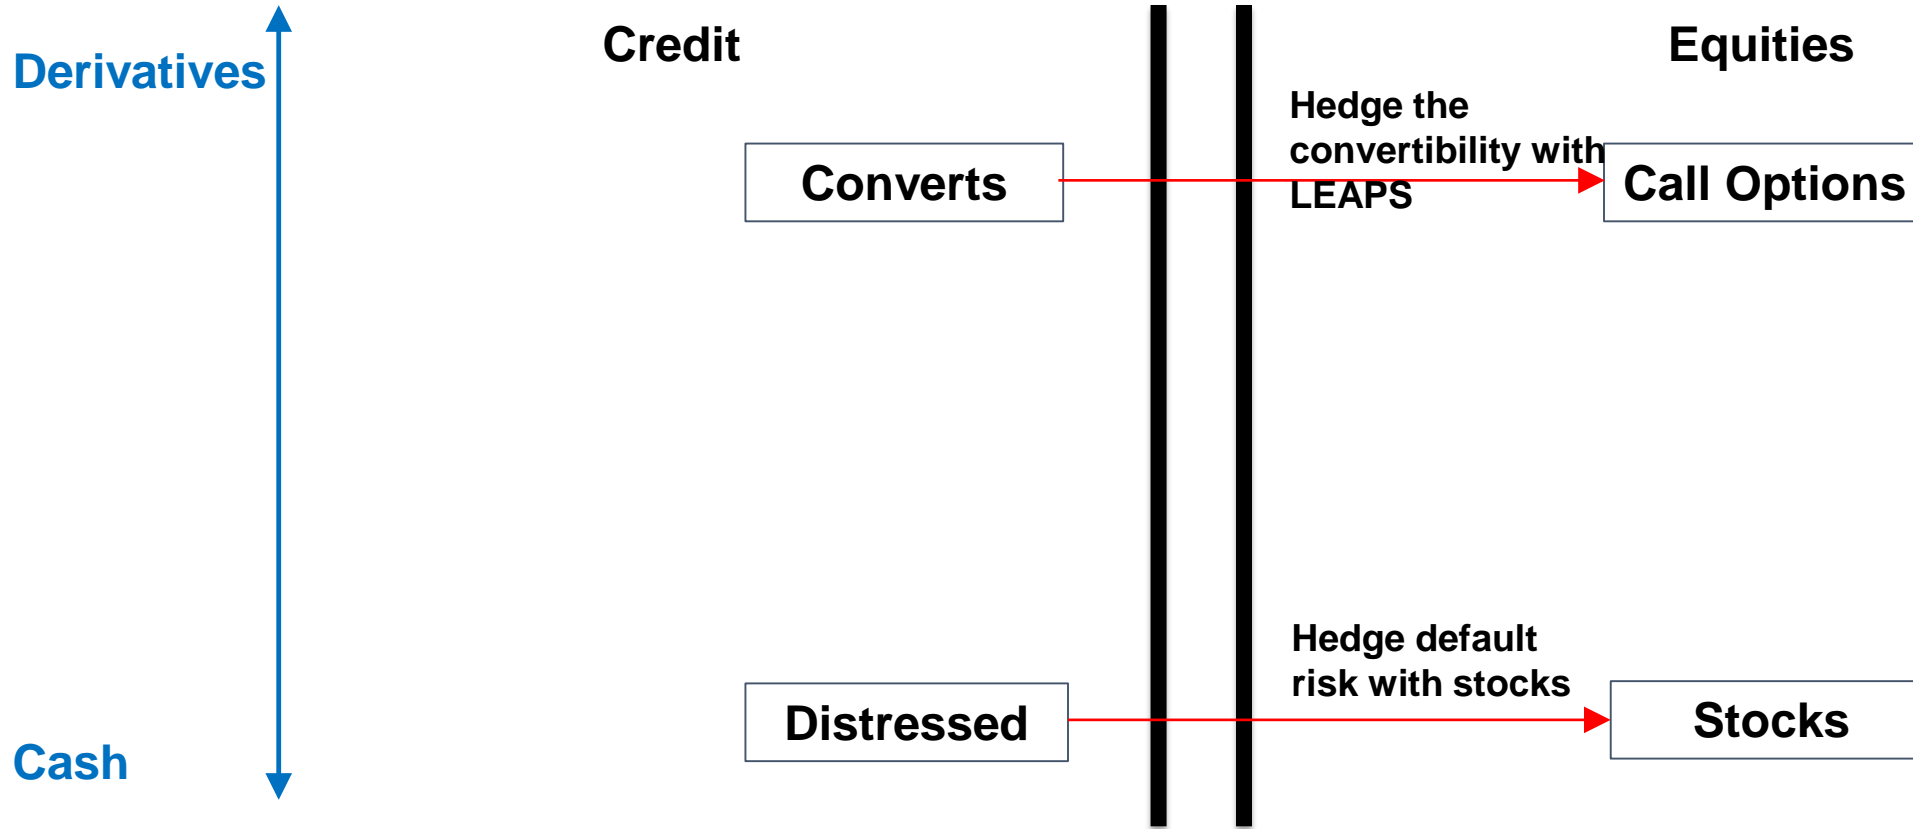 Credit
Equities
Derivatives
Hedge the
convertibility with
LEAPS
Converts
Call Options
Hedge default
risk with stocks
Distressed
Stocks
Cash